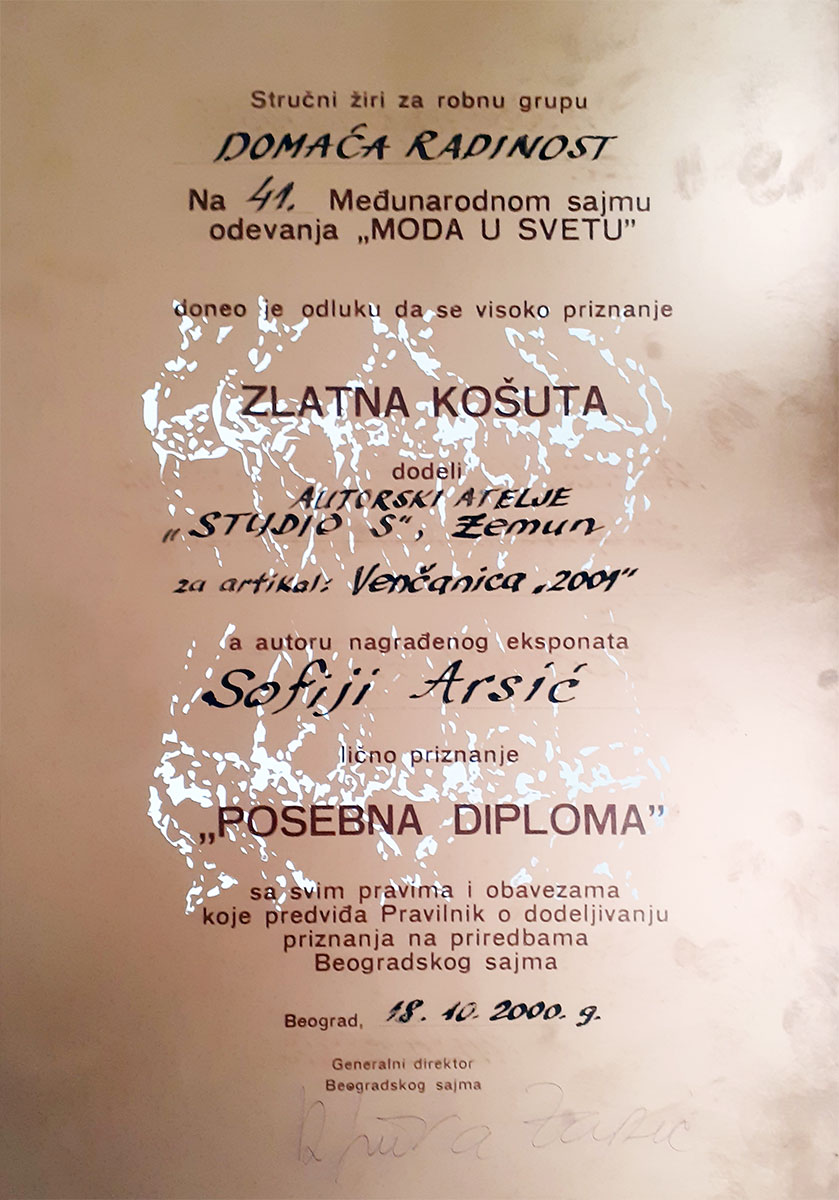 Stručni žiri za robnu grupu
DOMAĆA RADINOST
Na 41. Međunarodnom sajmu
odevanja „MODA U SVETU”
doneo je odluku da se visoko priznanje
ZLATNA KOŠUTA
dodeli
AUTORSKI ATELJE
„STUDIO S“, Zemun
za artikal: Venčanica „2001“
a autoru nagrađenog eksponata
Sofiji Arsić
lično priznanje
„POSEBNA DIPLOMA”
sa svim pravima i obavezama
koje predviđa Pravilnik o dodeljivanju
priznanja na priredbama
Beogradskog sajma
Beograd, 18. 10. 2000. g.
Generalni direktor
Beogradskog sajma